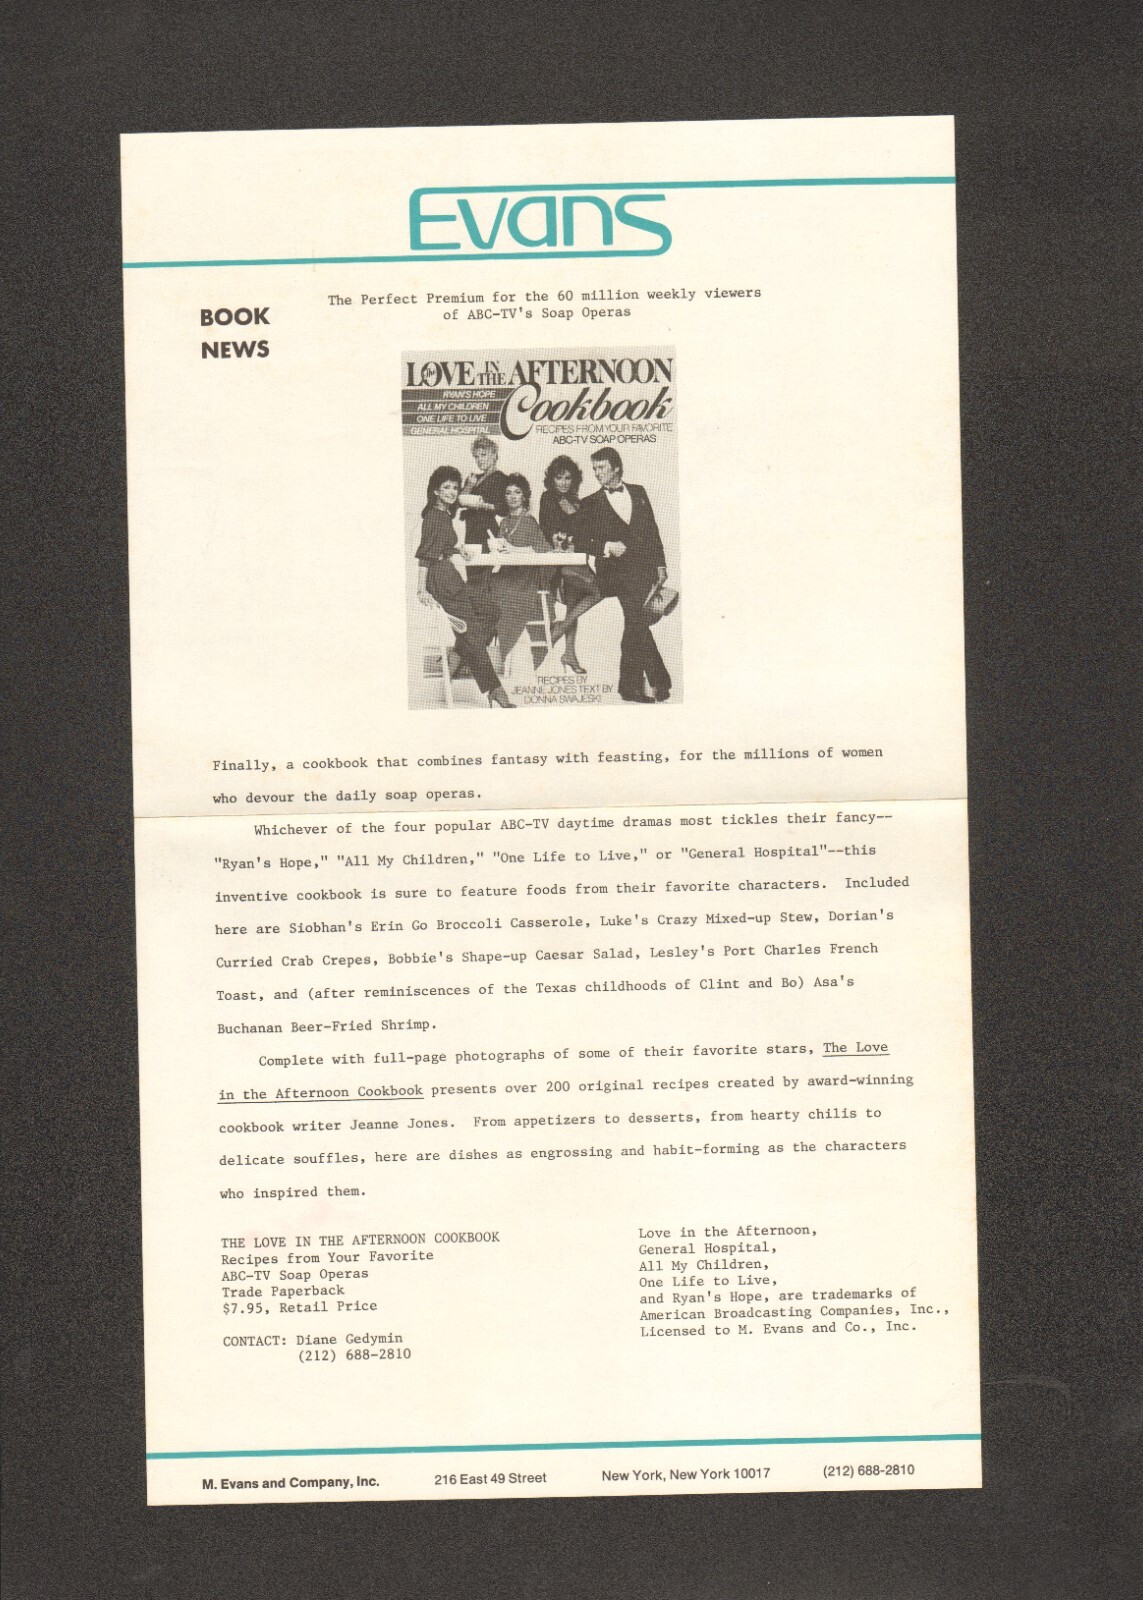 Evans
BOOK
NEWS
The Perfect Premium for the 60 million weekly viewers
of ABC-TV's Soap Operas
The LOVE IN THE AFTERNOON
Cookbook
RYAN'S HOPE
ALL MY CHILDREN
ONE LIFE TO LIVE
GENERAL HOSPITAL
RECIPES FROM YOUR FAVORITE
ABC-TV SOAP OPERAS
RECIPES BY
JEANNE JONES TEXT BY
DONNA SWAJESKI
Finally, a cookbook that combines fantasy with feasting, for the millions of women
who devour the daily soap operas.
Whichever of the four popular ABC-TV daytime dramas most tickles their fancy--
"Ryan's Hope," "All My Children," "One Life to Live," or "General Hospital"--this
inventive cookbook is sure to feature foods from their favorite characters. Included
here are Siobhan's Erin Go Broccoli Casserole, Luke's Crazy Mixed-up Stew, Dorian's
Curried Crab Crepes, Bobbie's Shape-up Caesar Salad, Lesley's Port Charles French
Toast, and (after reminiscences of the Texas childhoods of Clint and Bo) Asa's
Buchanan Beer-Fried Shrimp.
Complete with full-page photographs of some of their favorite stars, The Love
in the Afternoon Cookbook presents over 200 original recipes created by award-winning
cookbook writer Jeanne Jones. From appetizers to desserts, from hearty chilis to
delicate souffles, here are dishes as engrossing and habit-forming as the characters
who inspired them.
THE LOVE IN THE AFTERNOON COOKBOOK
Recipes from Your Favorite
ABC-TV Soap Operas
Trade Paperback
$7.95, Retail Price
CONTACT: Diane Gedymin
(212) 688-2810
Love in the Afternoon,
General Hospital,
All My Children,
One Life to Live,
and Ryan's Hope, are trademarks of
American Broadcasting Companies, Inc.,
Licensed to M. Evans and Co., Inc.
M. Evans and Company, Inc. 216 East 49 Street New York, New York 10017 (212) 688-2810